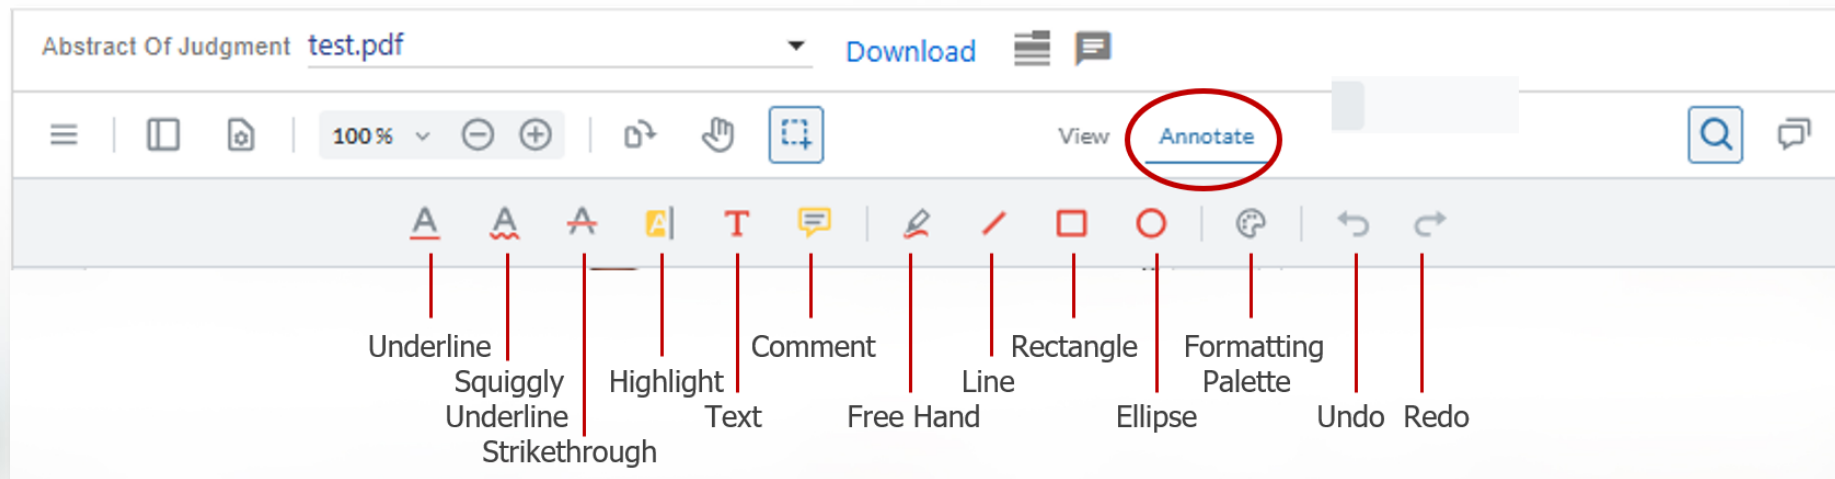 Abstract Of Judgment test.pdf Download
100% View Annotate
A A A A T
Underline Comment Rectangle Formatting
Squiggly Highlight Line Palette
Underline Text Free Hand Ellipse Undo Redo
Strikethrough